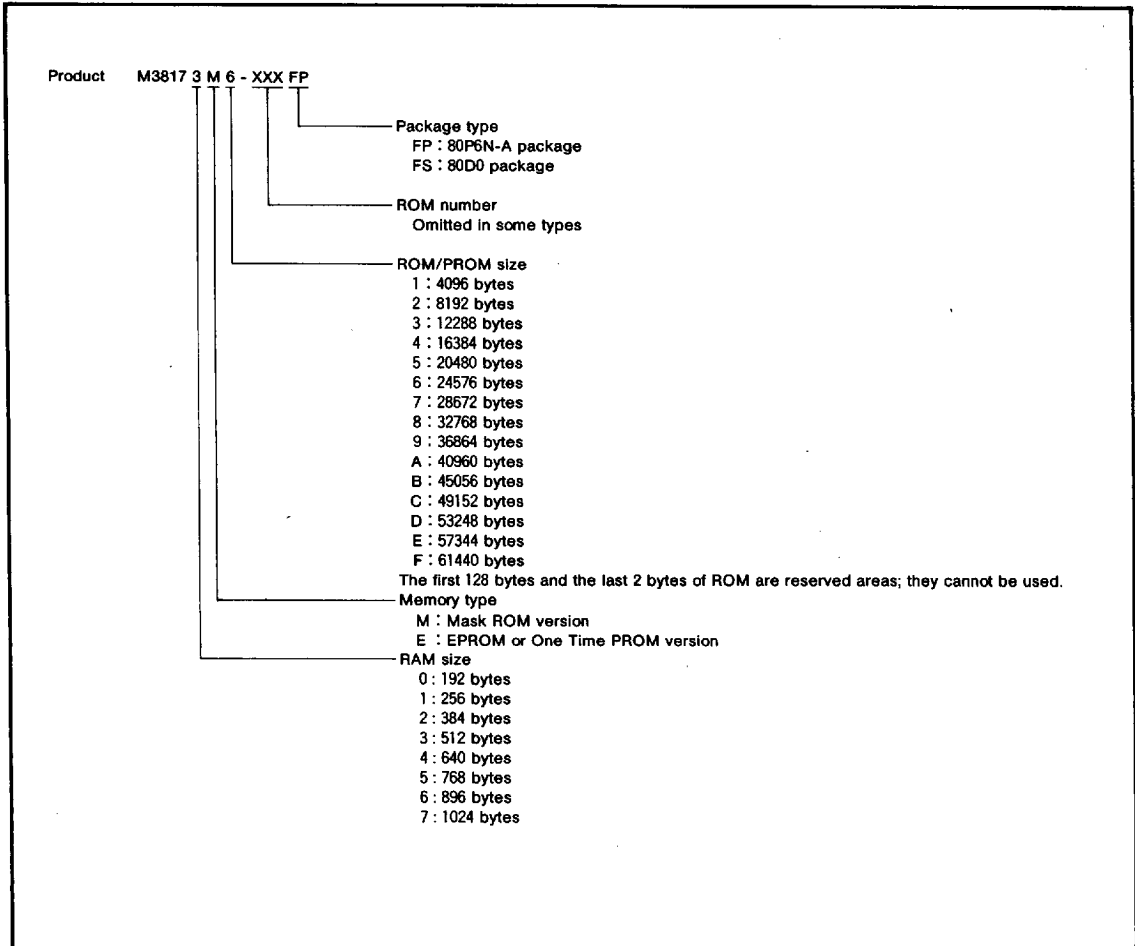 Product M3817 3 M 6 - XXX FP
Package type
FP : 80P6N-A package
FS : 80D0 package
ROM number
Omitted in some types
ROM/PROM size
1 : 4096 bytes
2 : 8192 bytes
3 : 12288 bytes
4 : 16384 bytes
5 : 20480 bytes
6 : 24576 bytes
7 : 28672 bytes
8 : 32768 bytes
9 : 36864 bytes
A : 40960 bytes
B : 45056 bytes
C : 49152 bytes
D : 53248 bytes
E : 57344 bytes
F : 61440 bytes
The first 128 bytes and the last 2 bytes of ROM are reserved areas; they cannot be used.
Memory type
M : Mask ROM version
E : EPROM or One Time PROM version
RAM size
0 : 192 bytes
1 : 256 bytes
2 : 384 bytes
3 : 512 bytes
4 : 640 bytes
5 : 768 bytes
6 : 896 bytes
7 : 1024 bytes